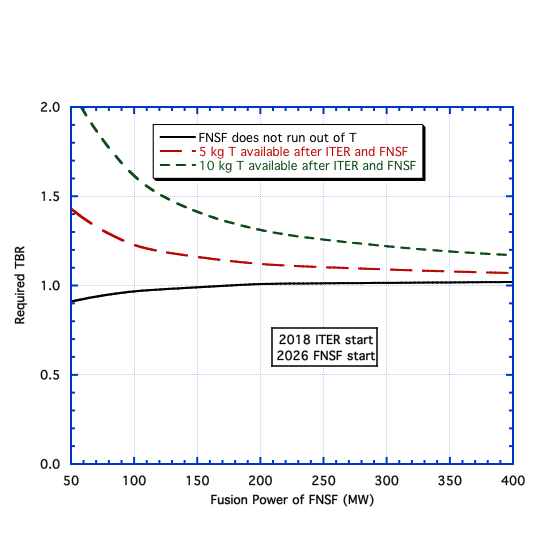 2.0
1.5
1.0
0.5
0.0
Required TBR
FNSF does not run out of T
5 kg T available after ITER and FNSF
10 kg T available after ITER and FNSF
2018 ITER start
2026 FNSF start
50 100 150 200 250 300 350 400
Fusion Power of FNSF (MW)